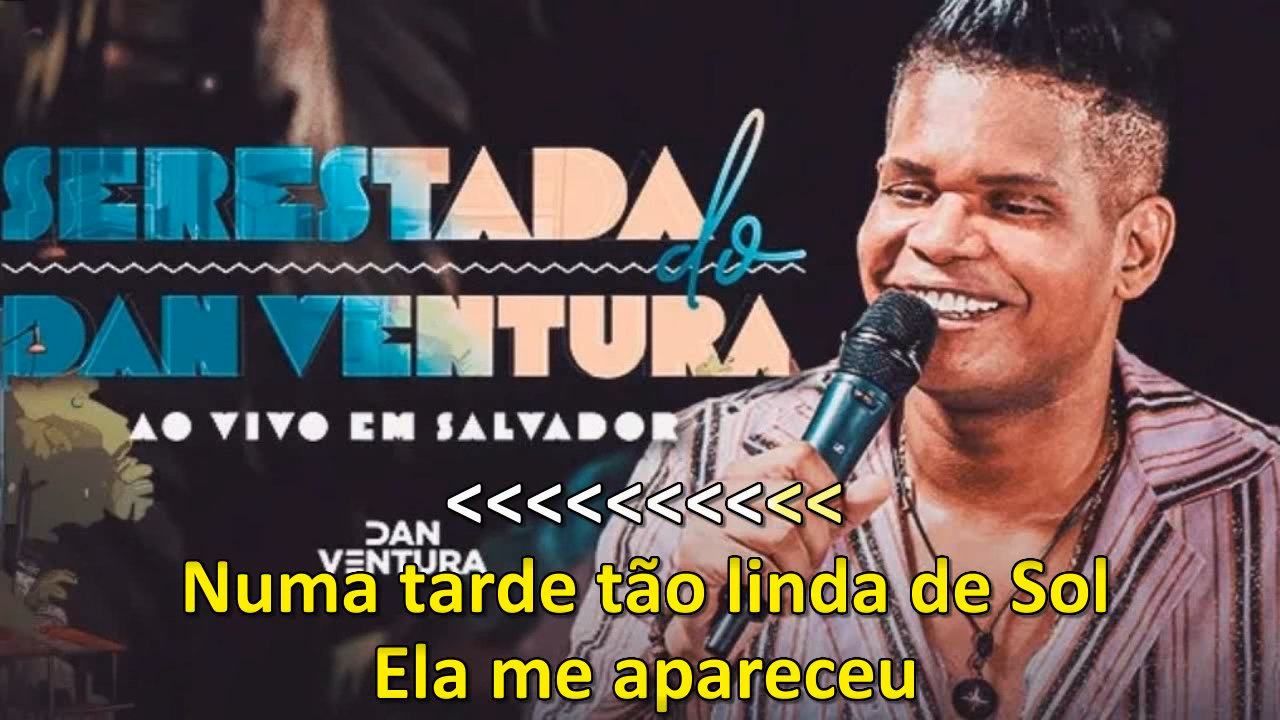 SERESTADA do
DAN VENTURA
AO VIVO EM SALVADOR
<<<<<<<<<<
DAN
VENTURA
Numa tarde tão linda de Sol
Ela me apareceu